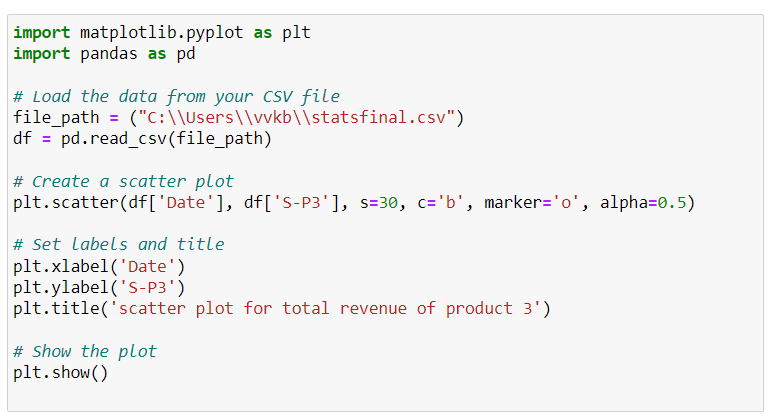 import matplotlib.pyplot as plt
import pandas as pd
# Load the data from your CSV file
file_path = ("C:\\Users\\vvkb\\statsfinal.csv")
df = pd.read_csv(file_path)
# Create a scatter plot
plt.scatter(df['Date'], df['S-P3'], s=30, c='b', marker='o', alpha=0.5)
# Set labels and title
plt.xlabel('Date')
plt.ylabel('S-P3')
plt.title('scatter plot for total revenue of product 3')
# Show the plot
plt.show()